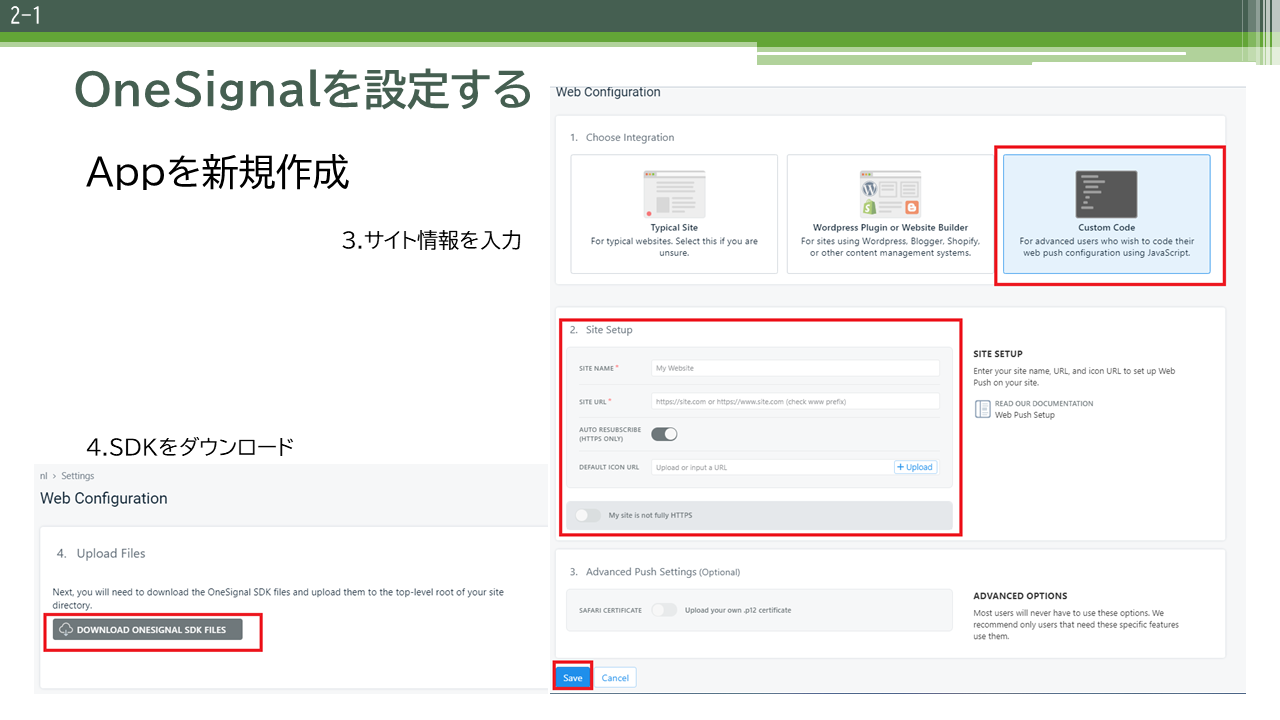 2-1
OneSignalを設定する
Appを新規作成
3.サイト情報を入力
Web Configuration
1. Choose Integration
Typical Site
For typical websites. Select this if you are
unsure.
Wordpress Plugin or Website Builder
For sites using Wordpress, Blogger, Shopify,
or other content management systems.
Custom Code
For advanced users who wish to code their
web push configuration using JavaScript.
2. Site Setup
SITE NAME *
My Website
SITE URL *
https://site.com or https://www.site.com (check www prefix)
AUTO RESUBSCRIBE
(HTTPS ONLY)
DEFAULT ICON URL
Upload or input a URL
+ Upload
My site is not fully HTTPS
SITE SETUP
Enter your site name, URL, and icon URL to set up Web
Push on your site.
READ OUR DOCUMENTATION
Web Push Setup
3. Advanced Push Settings (Optional)
SAFARI CERTIFICATE
Upload your own .p12 certificate
ADVANCED OPTIONS
Most users will never have to use these options. We
recommend only users that need these specific features
use them.
Save
Cancel
4.SDKをダウンロード
nl > Settings
Web Configuration
4. Upload Files
Next, you will need to download the OneSignal SDK files and upload them to the top-level root of your site
directory.
DOWNLOAD ONESIGNAL SDK FILES